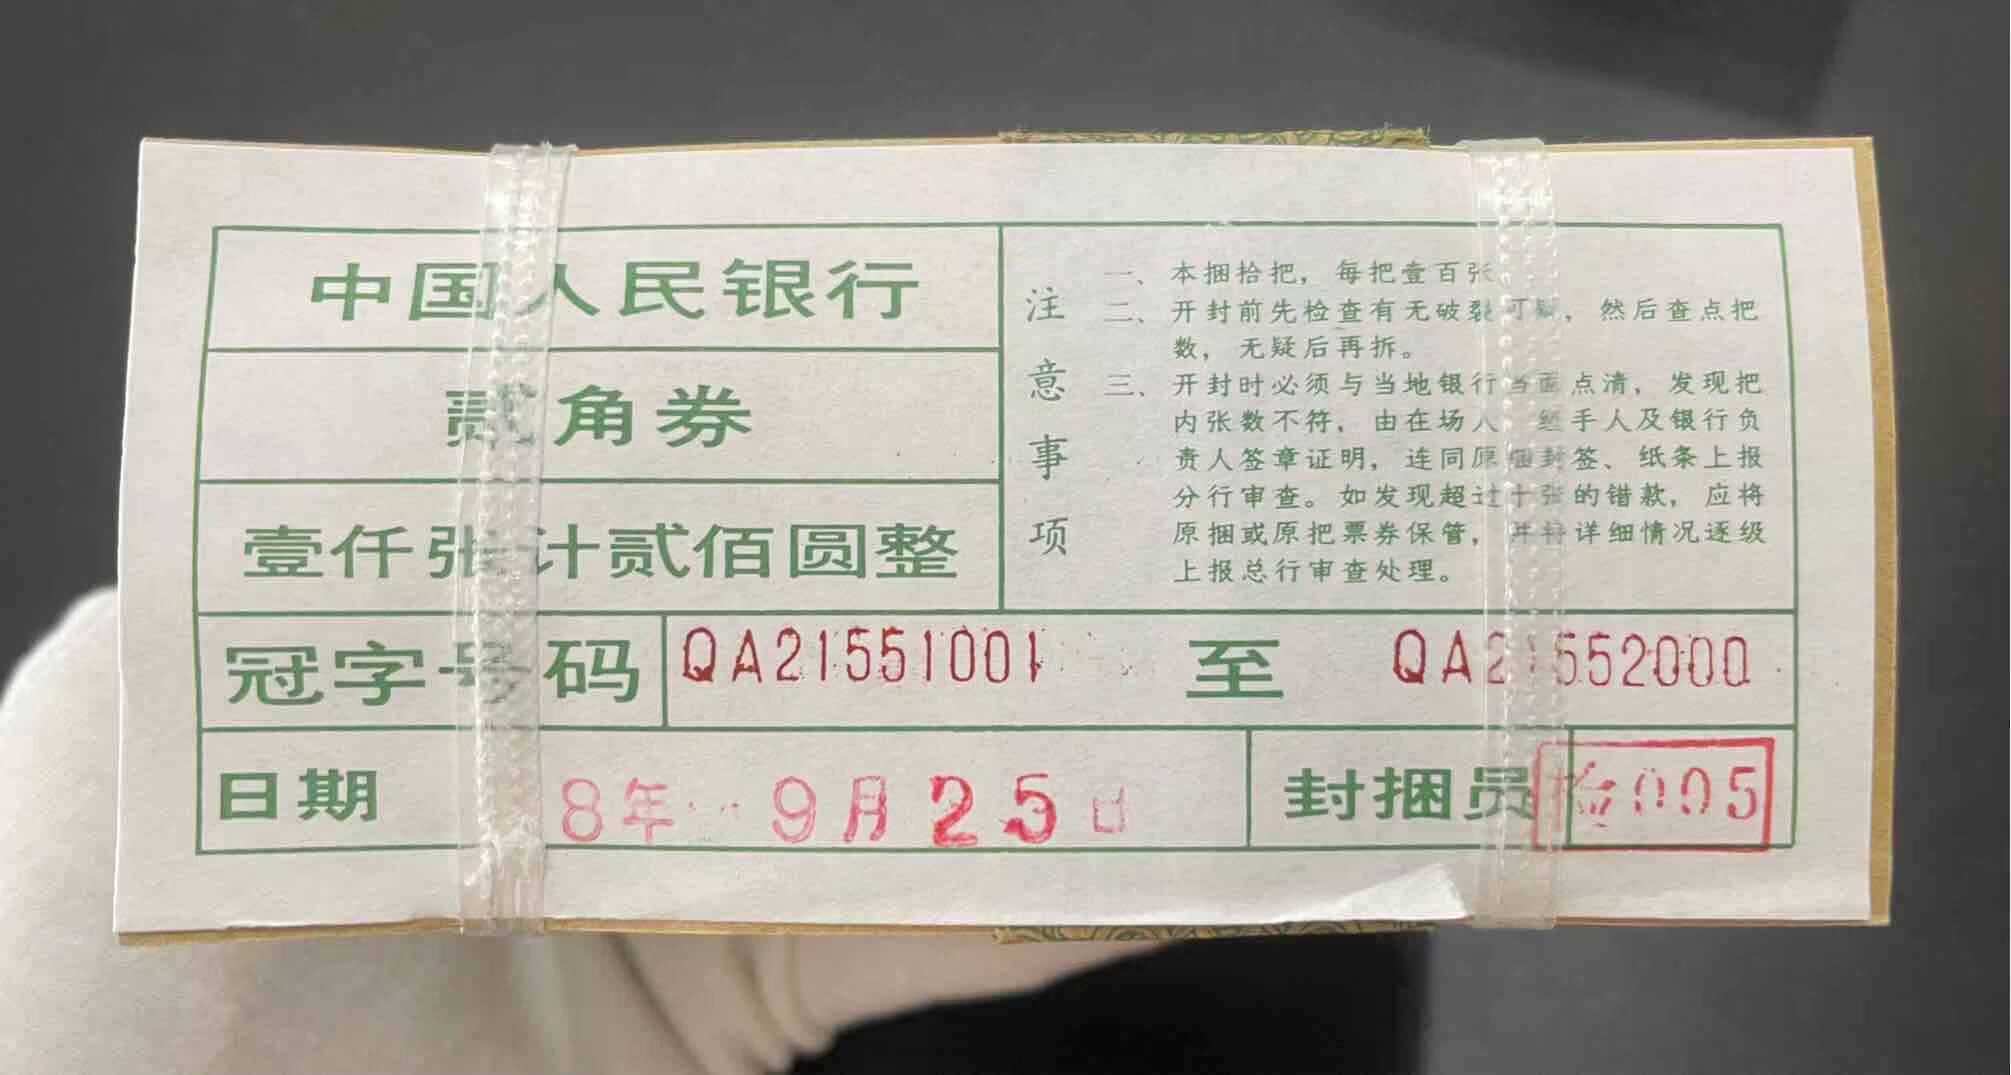 中国人民银行
贰角券
壹仟张计贰佰圆整
注意事项
一、本捆拾把，每把壹百张。
二、开封前先检查有无破裂可疑，然后查点把
数，无疑后再拆。
三、开封时必须与当地银行当面点清，发现把
内张数不符，由在场人、经手人及银行负
责人签章证明，连同原捆封签、纸条上报
分行审查。如发现超过十张的错款，应将
原捆或原把票券保管，并将详细情况逐级
上报总行审查处理。
冠字号码 QA21551001 至 QA21552000
日期 8年 9月25日 封捆员 检005